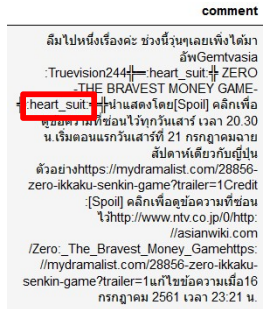 comment
ลืมไปหนึ่งเรื่องค่ะ ช่วงนี้วุ่นๆเลยเพิ่งได้มา
อัพGemtvasia
:Truevision244╬═:heart_suit:╬ ZERO
-THE BRAVEST MONEY GAME-
╬:heart_suit:╬นำแสดงโดย[Spoil] คลิกเพื่อ
ดูข้อความที่ซ่อนไว้ทุกวันเสาร์ เวลา 20.30
น.เริ่มตอนแรกวันเสาร์ที่ 21 กรกฎาคมฉาย
สัปดาห์เดียวกับญี่ปุ่น
ตัวอย่างhttps://mydramalist.com/28856-
zero-ikkaku-senkin-game?trailer=1Credit
:[Spoil] คลิกเพื่อดูข้อความที่ซ่อน
ไว้http://www.ntv.co.jp/0/http:
//asianwiki.com
/Zero:_The_Bravest_Money_Gamehttps:
//mydramalist.com/28856-zero-ikkaku-
senkin-game?trailer=1แก้ไขข้อความเมื่อ16
กรกฎาคม 2561 เวลา 23:21 น.